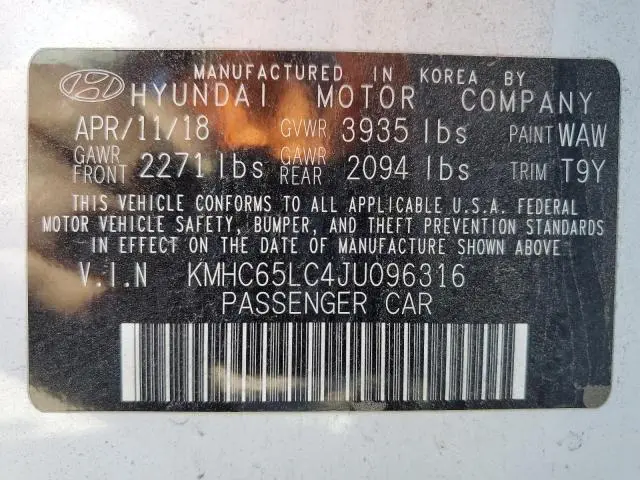 MANUFACTURED IN KOREA BY
HYUNDAI MOTOR COMPANY
APR/11/18 GVWR 3935 lbs PAINT WAW
GAWR FRONT 2271 lbs GAWR REAR 2094 lbs TRIM T9Y
THIS VEHICLE CONFORMS TO ALL APPLICABLE U.S.A. FEDERAL
MOTOR VEHICLE SAFETY, BUMPER, AND THEFT PREVENTION STANDARDS
IN EFFECT ON THE DATE OF MANUFACTURE SHOWN ABOVE
V.I.N KMHC65LC4JU096316
PASSENGER CAR